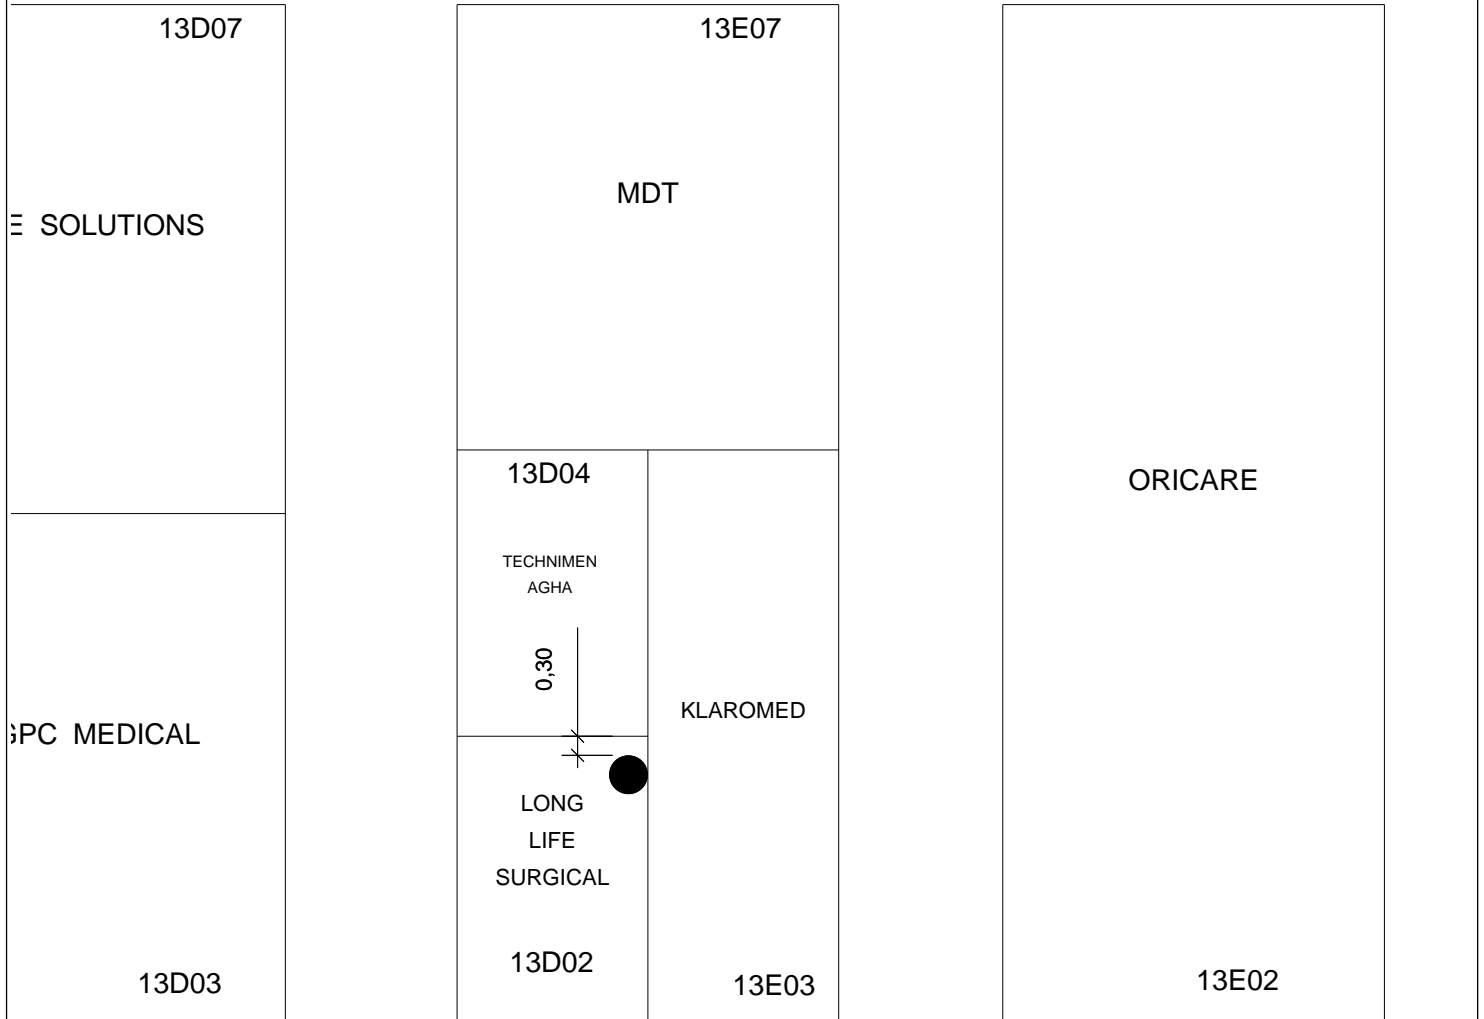 13D07
13E07
MDT
SOLUTIONS
13D04
ORICARE
TECHNIMEN
AGHA
0,30
KLAROMED
MEDICAL
LONG
LIFE
SURGICAL
13D02
13D03
13E03
13E02